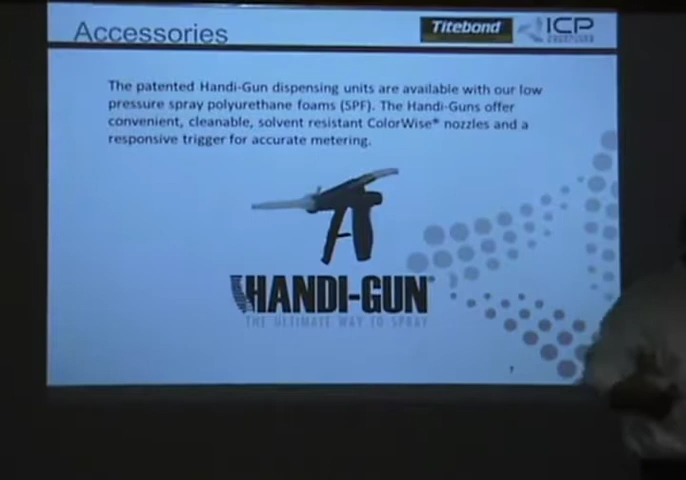 Accessories
Titebond
ICP
The patented Handi-Gun dispensing units are available with our low
pressure spray polyurethane foams (SPF). The Handi-Guns offer
convenient, cleanable, solvent resistant ColorWise® nozzles and a
responsive trigger for accurate metering.
HANDI-GUN
THE ULTIMATE WAY TO SPRAY